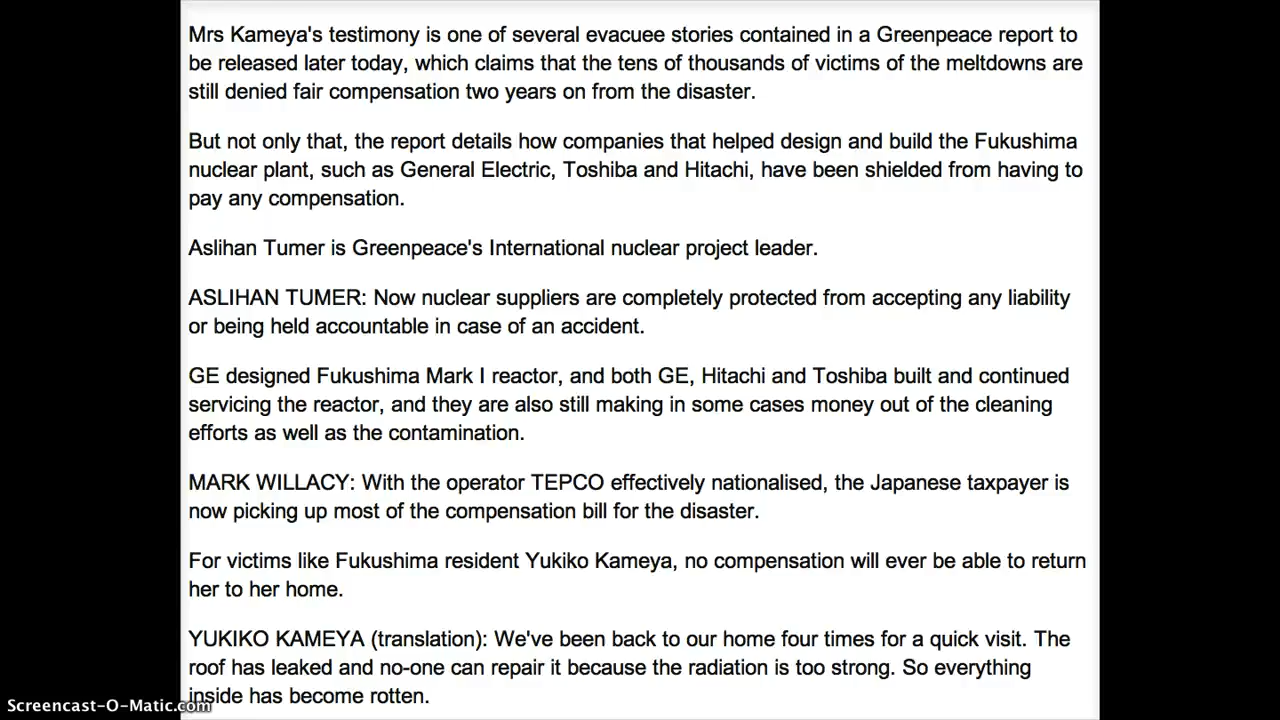 Mrs Kameya's testimony is one of several evacuee stories contained in a Greenpeace report to
be released later today, which claims that the tens of thousands of victims of the meltdowns are
still denied fair compensation two years on from the disaster.
But not only that, the report details how companies that helped design and build the Fukushima
nuclear plant, such as General Electric, Toshiba and Hitachi, have been shielded from having to
pay any compensation.
Aslihan Tumer is Greenpeace's International nuclear project leader.
ASLIHAN TUMER: Now nuclear suppliers are completely protected from accepting any liability
or being held accountable in case of an accident.
GE designed Fukushima Mark I reactor, and both GE, Hitachi and Toshiba built and continued
servicing the reactor, and they are also still making in some cases money out of the cleaning
efforts as well as the contamination.
MARK WILLACY: With the operator TEPCO effectively nationalised, the Japanese taxpayer is
now picking up most of the compensation bill for the disaster.
For victims like Fukushima resident Yukiko Kameya, no compensation will ever be able to return
her to her home.
YUKIKO KAMEYA (translation): We've been back to our home four times for a quick visit. The
roof has leaked and no-one can repair it because the radiation is too strong. So everything
inside has become rotten.
Screencast-O-Matic.com